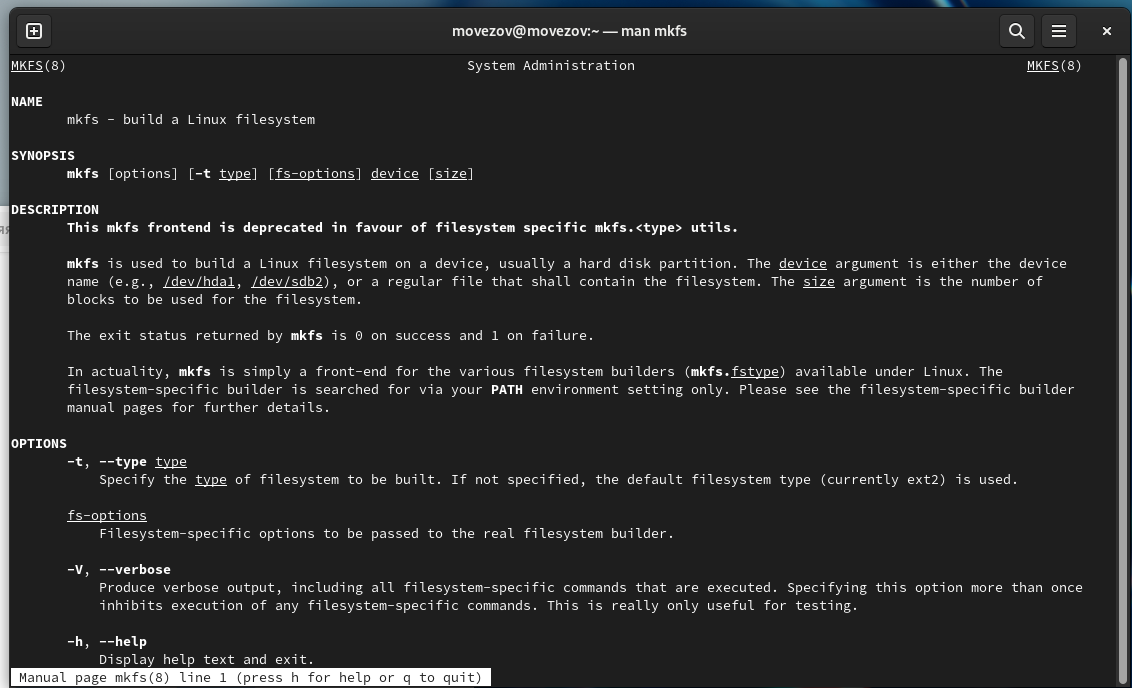 movezov@movezov:~ — man mkfs
MKFS(8) System Administration MKFS(8)
NAME
mkfs - build a Linux filesystem
SYNOPSIS
mkfs [options] [-t type] [fs-options] device [size]
DESCRIPTION
This mkfs frontend is deprecated in favour of filesystem specific mkfs.<type> utils.
mkfs is used to build a Linux filesystem on a device, usually a hard disk partition. The device argument is either the device
name (e.g., /dev/hda1, /dev/sdb2), or a regular file that shall contain the filesystem. The size argument is the number of
blocks to be used for the filesystem.
The exit status returned by mkfs is 0 on success and 1 on failure.
In actuality, mkfs is simply a front-end for the various filesystem builders (mkfs.fstype) available under Linux. The
filesystem-specific builder is searched for via your PATH environment setting only. Please see the filesystem-specific builder
manual pages for further details.
OPTIONS
-t, --type type
Specify the type of filesystem to be built. If not specified, the default filesystem type (currently ext2) is used.
fs-options
Filesystem-specific options to be passed to the real filesystem builder.
-V, --verbose
Produce verbose output, including all filesystem-specific commands that are executed. Specifying this option more than once
inhibits execution of any filesystem-specific commands. This is really only useful for testing.
-h, --help
Display help text and exit.
Manual page mkfs(8) line 1 (press h for help or q to quit)